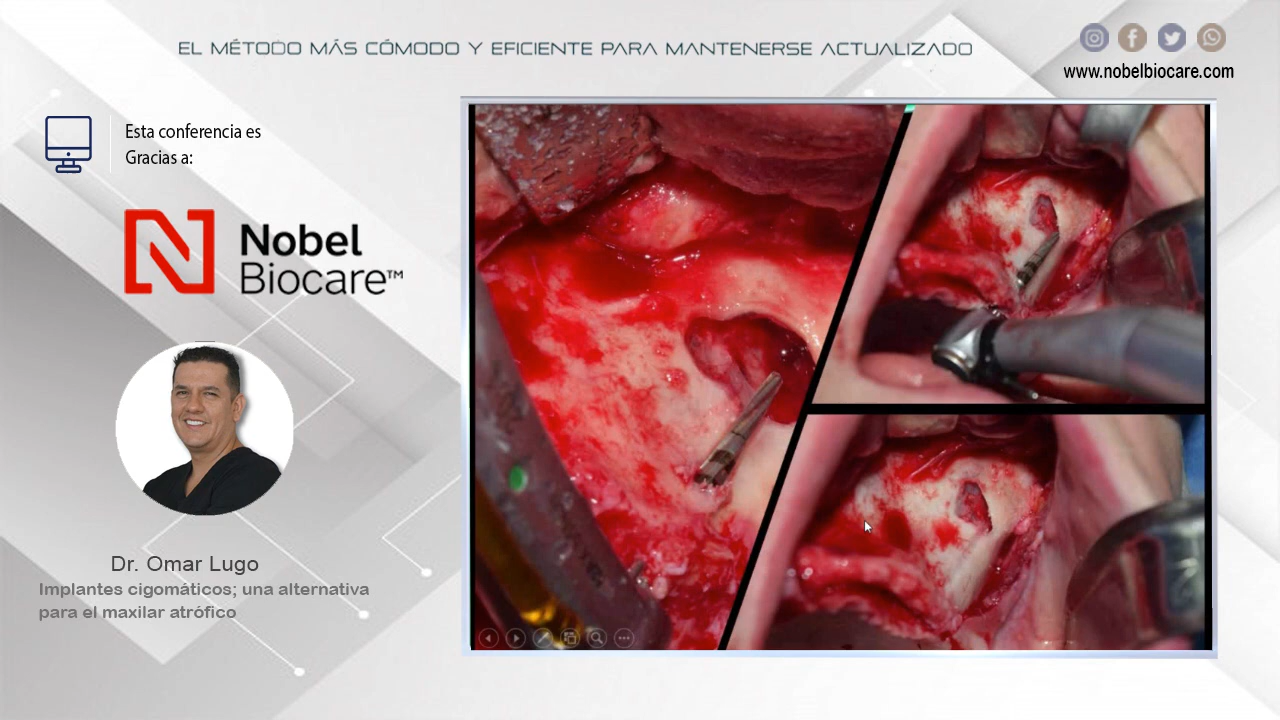 EL MÉTODO MÁS CÓMODO Y EFICIENTE PARA MANTENERSE ACTUALIZADO
www.nobelbiocare.com
Esta conferencia es
Gracias a:
Nobel
Biocare™
Dr. Omar Lugo
Implantes cigomáticos; una alternativa
para el maxilar atrófico